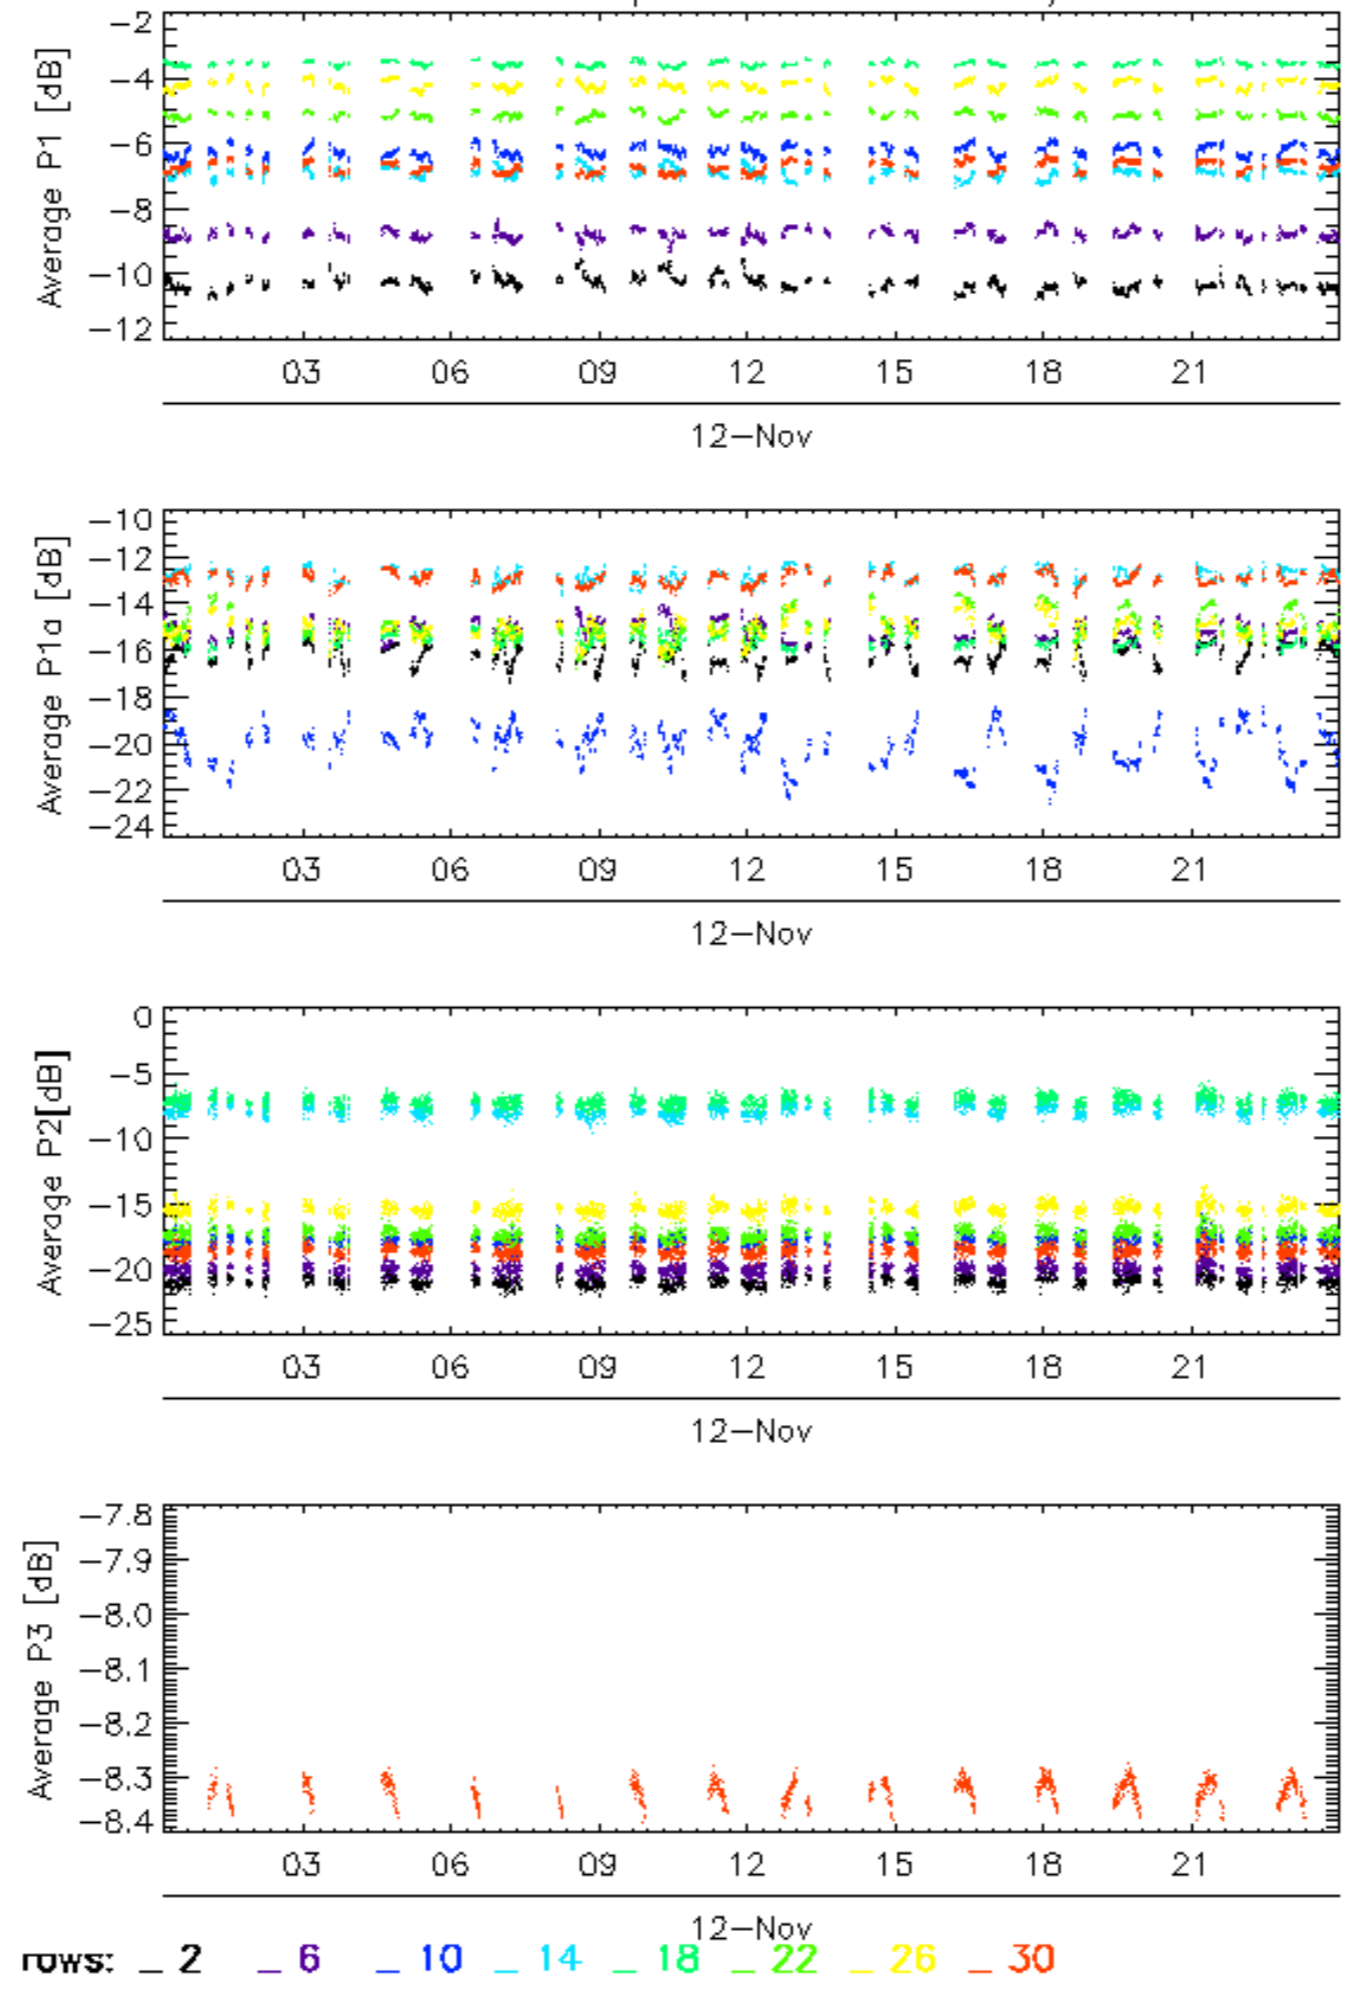 Average P1 [dB]
−2
−4
−6
−8
−10
−12
03 06 09 12 15 18 21
12−Nov
Average P1a [dB]
−10
−12
−14
−16
−18
−20
−22
−24
03 06 09 12 15 18 21
12−Nov
Average P2[dB]
0
−5
−10
−15
−20
−25
03 06 09 12 15 18 21
12−Nov
Average P3 [dB]
−7.8
−7.9
−8.0
−8.1
−8.2
−8.3
−8.4
03 06 09 12 15 18 21
12−Nov
rows: _ 2 _ 6 _ 10 _ 14 _ 18 _ 22 _ 26 _ 30